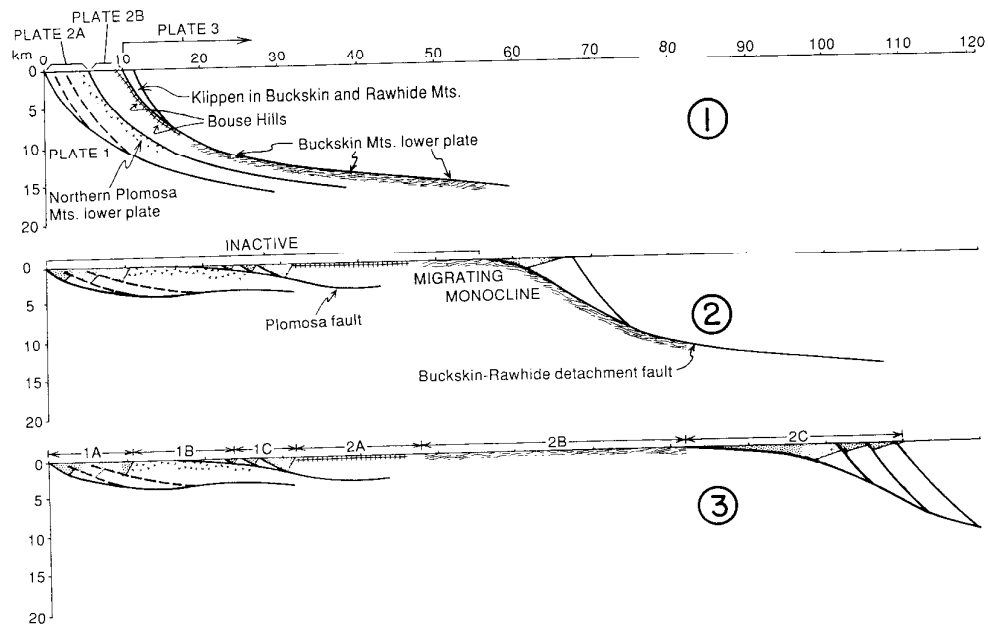 PLATE 2B
PLATE 2A
PLATE 3
km
0 20 30 40 50 60 70 80 90 100 110 120
0
5
10
15
20
Klippen in Buckskin and Rawhide Mts.
Bouse Hills
Buckskin Mts. lower plate
PLATE 1
Northern Plomosa
Mts. lower plate
1
INACTIVE
0
5
10
15
20
MIGRATING
MONOCLINE
Plomosa fault
Buckskin-Rawhide detachment fault
2
1A 1B 1C 2A 2B 2C
0
5
10
15
20
3